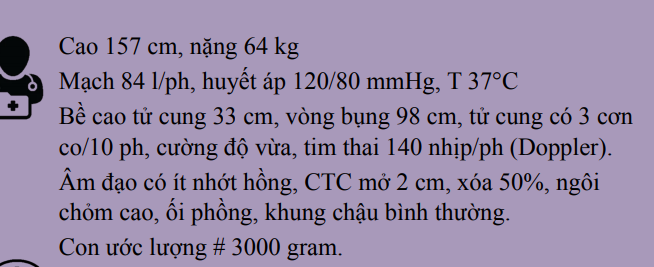 Cao 157 cm, nặng 64 kg
Mạch 84 l/ph, huyết áp 120/80 mmHg, T 37°C
Bề cao tử cung 33 cm, vòng bụng 98 cm, tử cung có 3 cơn
co/10 ph, cường độ vừa, tim thai 140 nhịp/ph (Doppler).
Âm đạo có ít nhớt hồng, CTC mở 2 cm, xóa 50%, ngôi
chỏm cao, ối phồng, khung chậu bình thường.
Con ước lượng # 3000 gram.